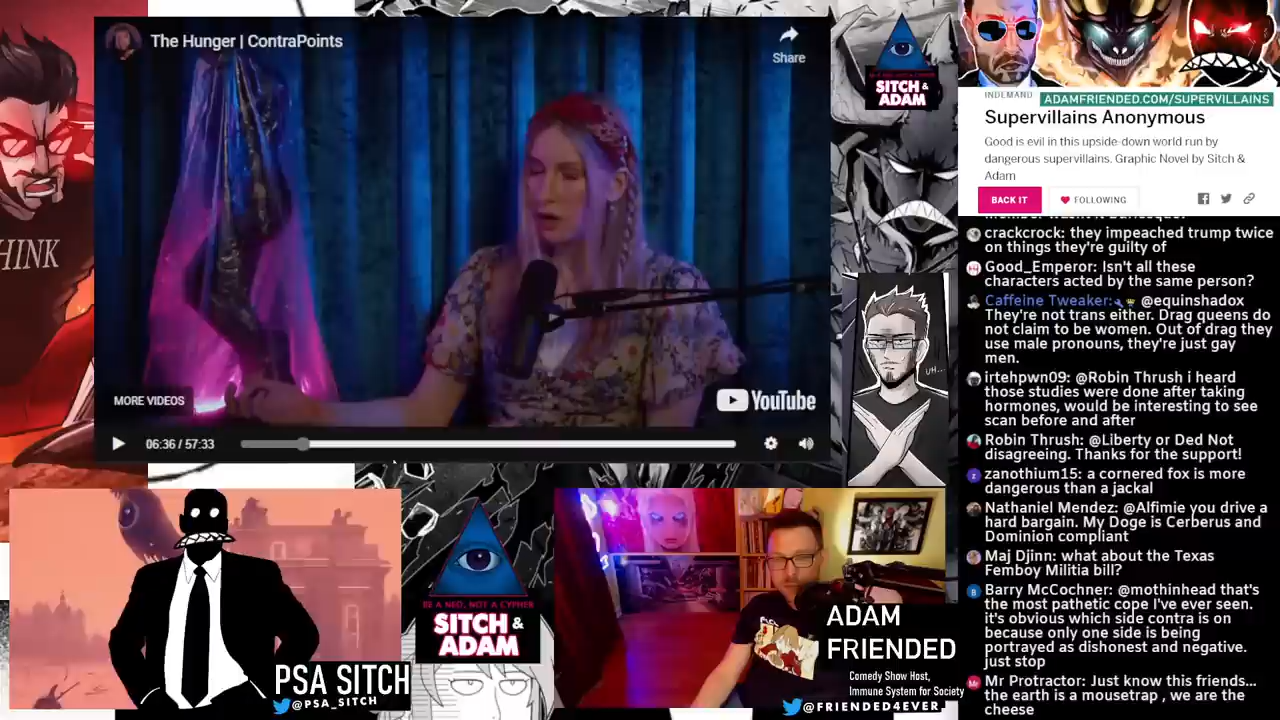 The Hunger | ContraPoints
Share
MORE VIDEOS
YouTube
06:36 / 57:33
HINK
SITCH &
ADAM
UH...
INDEMAND
ADAMFRIENDED.COM/SUPERVILLAINS
Supervillains Anonymous
Good is evil in this upside-down world run by
dangerous supervillains. Graphic Novel by Sitch &
Adam
BACK IT
FOLLOWING
crackcrock: they impeached trump twice
on things they're guilty of
Good_Emperor: Isn't all these
characters acted by the same person?
Caffeine Tweaker: @equinshadox
They're not trans either. Drag queens do
not claim to be women. Out of drag they
use male pronouns, they're just gay
men.
irtehpwn09: @Robin Thrush i heard
those studies were done after taking
hormones, would be interesting to see
scan before and after
Robin Thrush: @Liberty or Ded Not
disagreeing. Thanks for the support!
zanothium15: a cornered fox is more
dangerous than a jackal
Nathaniel Mendez: @Alfimie you drive a
hard bargain. My Doge is Cerberus and
Dominion compliant
Maj Djinn: what about the Texas
Femboy Militia bill?
Barry McCochner: @mothinhead that's
the most pathetic cope I've ever seen.
it's obvious which side contra is on
because only one side is being
portrayed as dishonest and negative.
just stop
Mr Protractor: Just know this friends...
the earth is a mousetrap , we are the
cheese
PSA SITCH
@PSA_SITCH
BE A NEO, NOT A CYPHER
SITCH &
ADAM
ADAM
FRIENDED
Comedy Show Host,
Immune System for Society
@FRIENDED4EVER